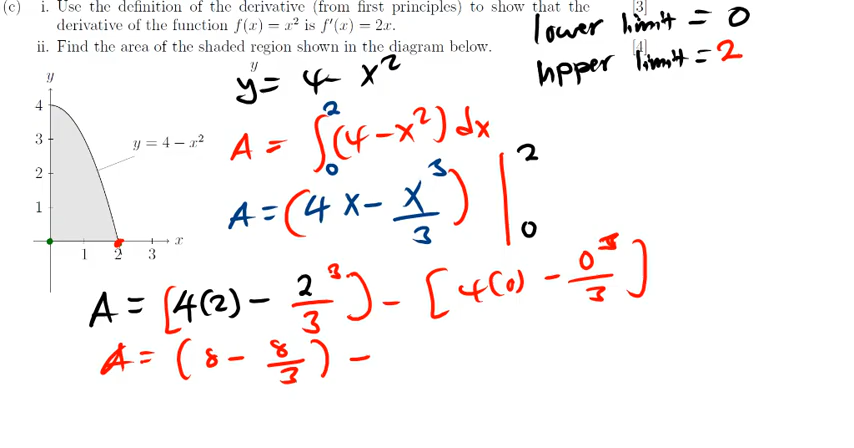 (c) i. Use the definition of the derivative (from first principles) to show that the [3]
derivative of the function f(x) = x² is f′(x) = 2x.
ii. Find the area of the shaded region shown in the diagram below. [4]
lower limit = 0
upper limit = 2
y
y = 4 - x²
y
4
3
2
1
y = 4 − x²
x
1 2 3
A = ∫₀² (4-x²) dx
A = (4x - x³/3) |₀²
A = [4(2) - 2³/3] - [4(0) - 0³/3]
A = (8 - 8/3) -